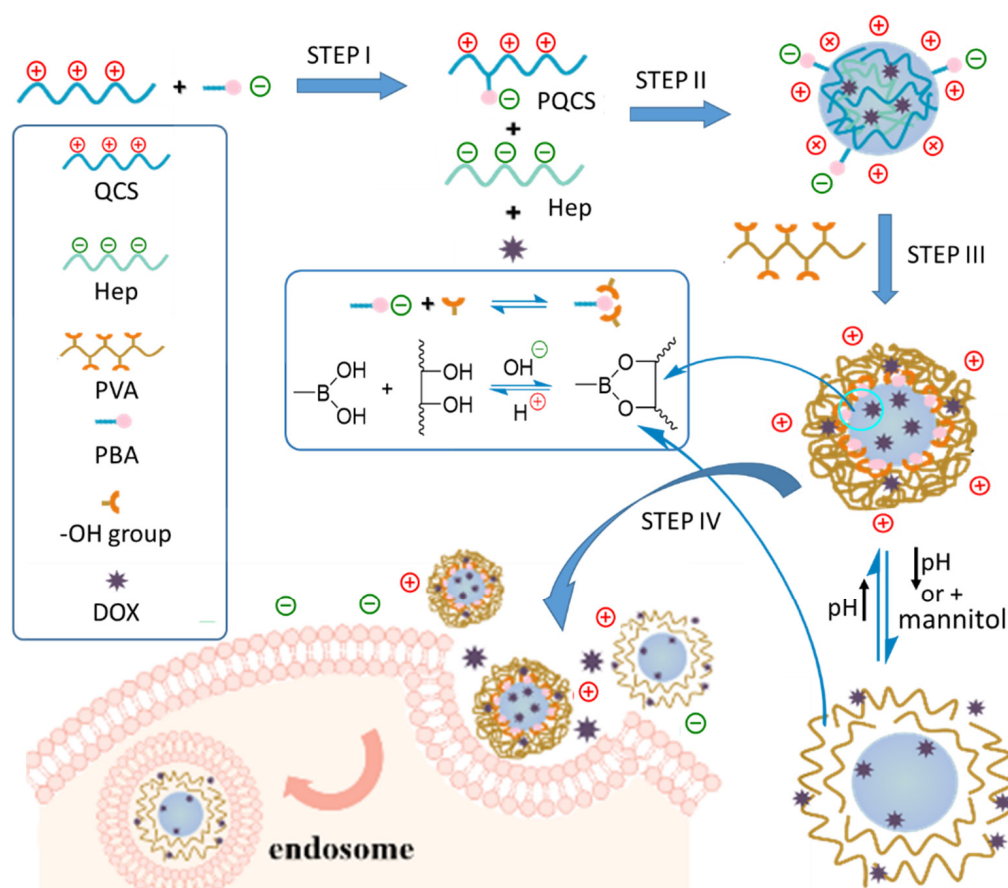 STEP I
STEP II
PQCS
+
+
Hep
+
QCS
Hep
PVA
PBA
-OH group
DOX
STEP III
+
B
OH
OH
+
OH
OH
OH
H
B
O
O
STEP IV
pH
pH
or +
mannitol
endosome